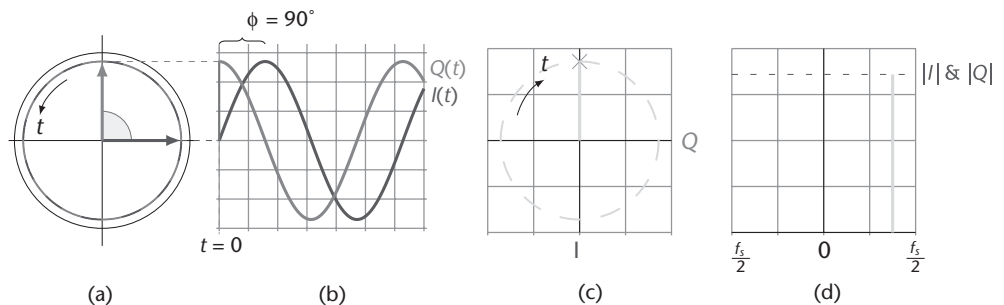 ϕ = 90˚
t
Q(t)
I(t)
t = 0
t
Q
I
|I| & |Q|
fs
2
0
fs
2
(a)
(b)
(c)
(d)